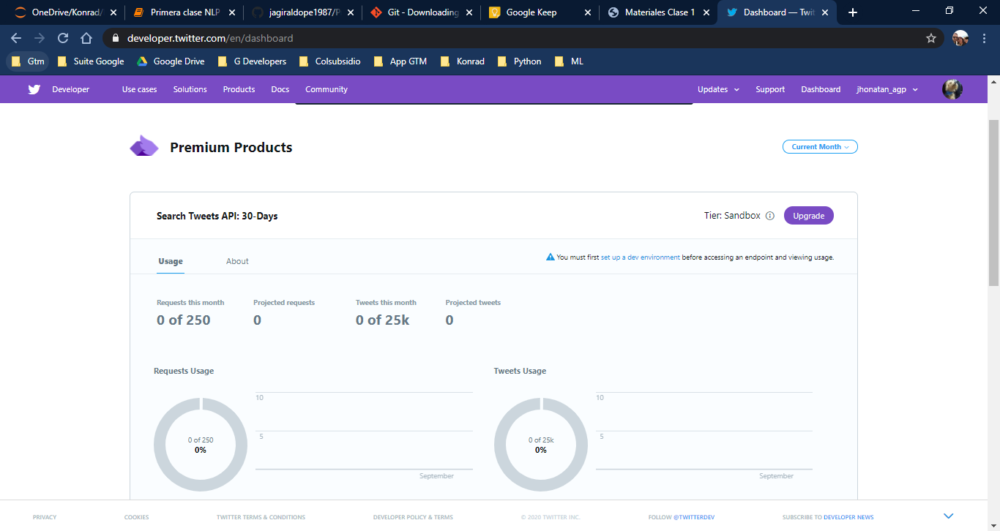 OneDrive/Konrad/
Primera clase NLP
jagiraldope1987/P
Git - Downloading
Google Keep
Materiales Clase 1
Dashboard — Twit
developer.twitter.com/en/dashboard
Gtm
Suite Google
Google Drive
G Developers
Colsubsidio
App GTM
Konrad
Python
ML
Developer
Use cases
Solutions
Products
Docs
Community
Updates
Support
Dashboard
jhonatan_agp
Premium Products
Current Month
Search Tweets API: 30-Days
Tier: Sandbox
Upgrade
Usage
About
You must first set up a dev environment before accessing an endpoint and viewing usage.
Requests this month
Projected requests
Tweets this month
Projected tweets
0 of 250
0
0 of 25k
0
Requests Usage
Tweets Usage
0 of 250
0%
10
5
September
0 of 25k
0%
10
5
September
PRIVACY
COOKIES
TWITTER TERMS & CONDITIONS
DEVELOPER POLICY & TERMS
© 2020 TWITTER INC.
FOLLOW @TWITTERDEV
SUBSCRIBE TO DEVELOPER NEWS